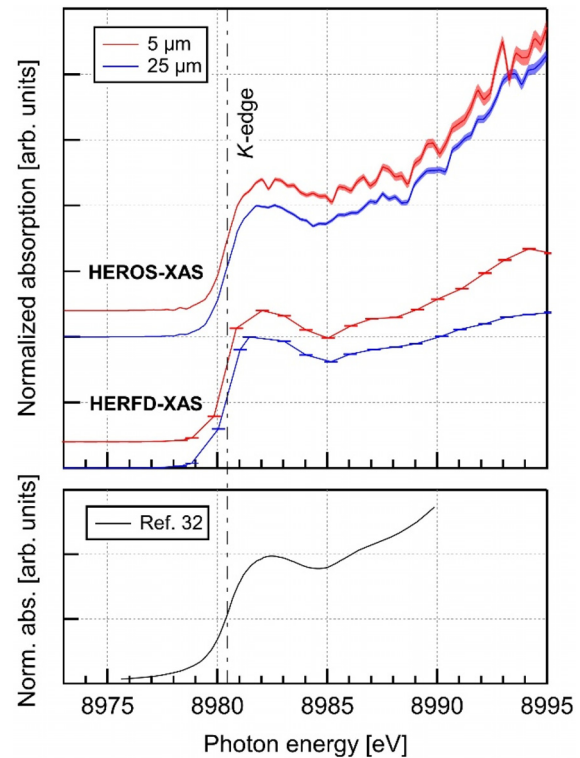 Normalized absorption [arb. units]
5 µm
25 µm
K-edge
HEROS-XAS
HERFD-XAS
Norm. abs. [arb. units]
Ref. 32
8975 8980 8985 8990 8995
Photon energy [eV]